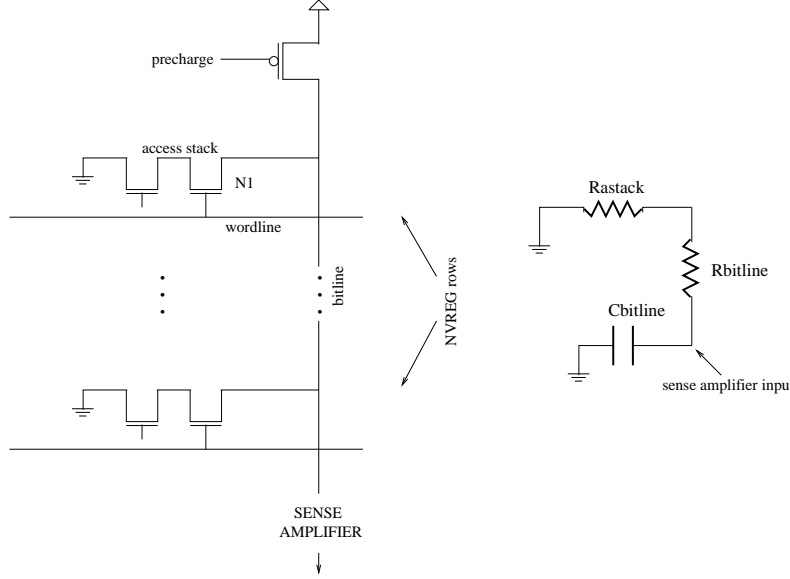 precharge
access stack
N1
wordline
bitline
NVREG rows
SENSE
AMPLIFIER
Rastack
Rbitline
Cbitline
sense amplifier inpu